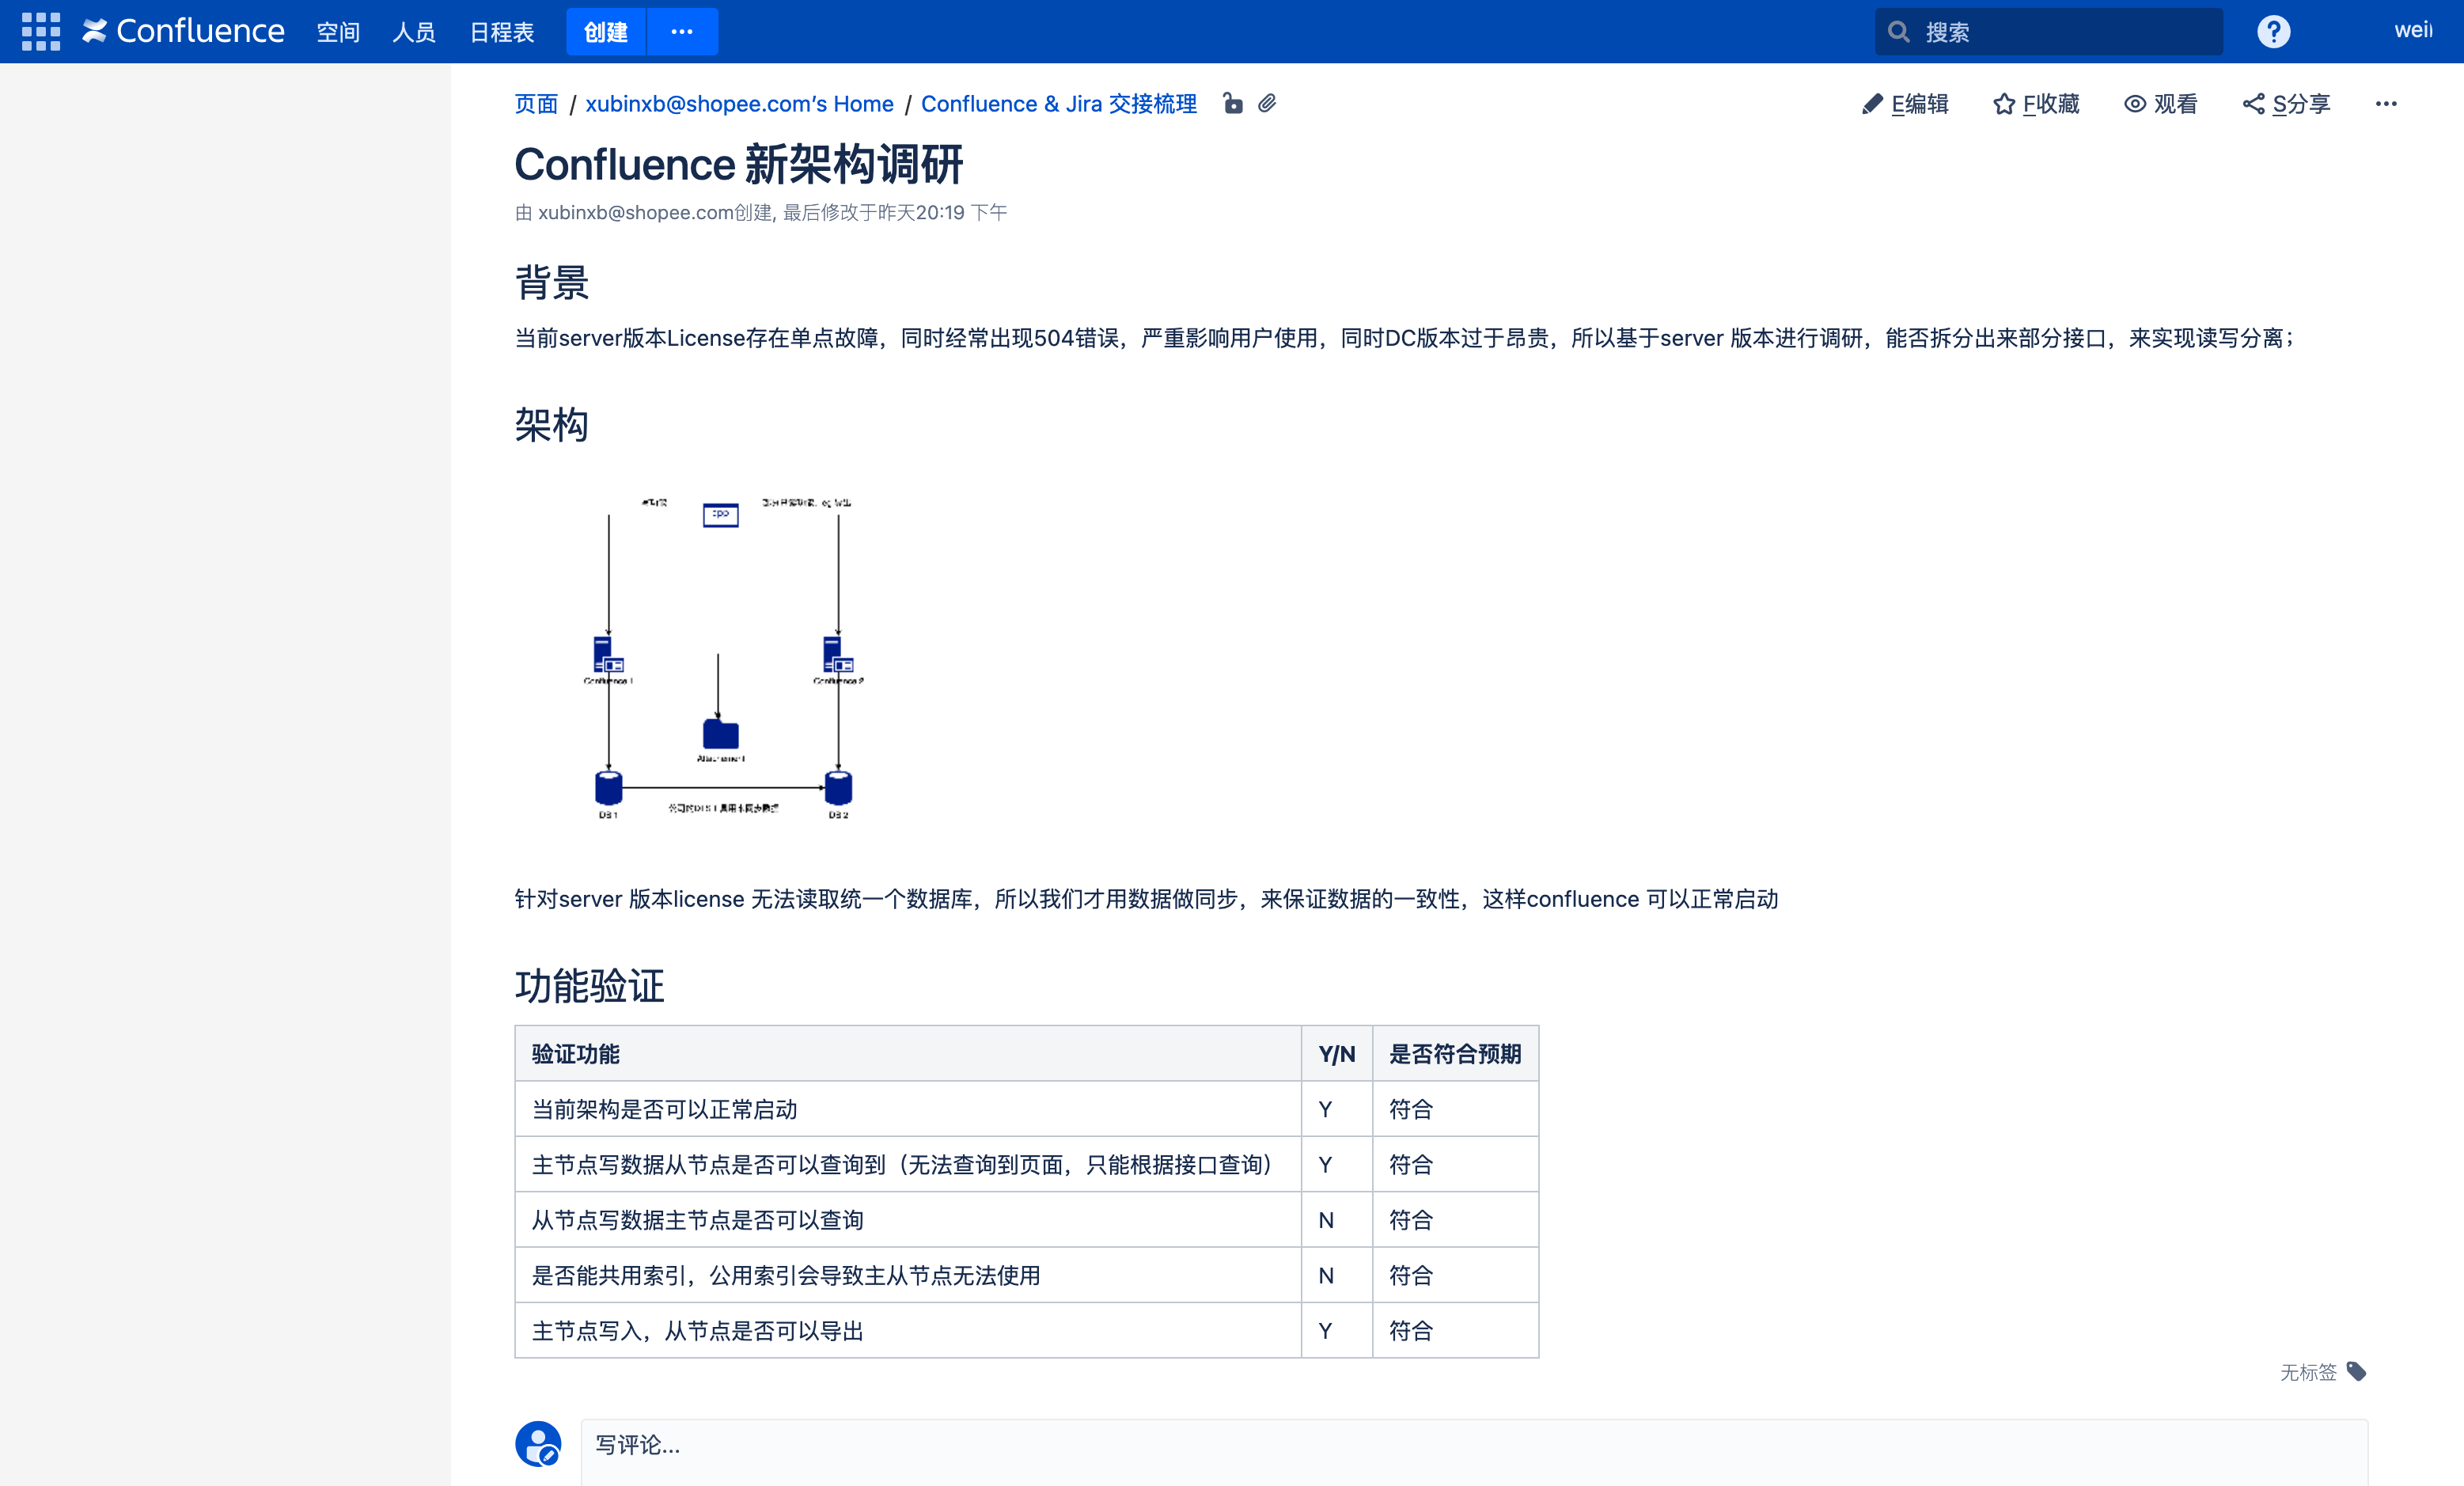 Confluence 空间 人员 日程表 创建 ··· 搜索 ? wei
页面 / xubinxb@shopee.com's Home / Confluence & Jira 交接梳理 E编辑 F收藏 观看 S分享 ···
Confluence 新架构调研
由 xubinxb@shopee.com创建, 最后修改于昨天20:19 下午
背景
当前server版本License存在单点故障，同时经常出现504错误，严重影响用户使用，同时DC版本过于昂贵，所以基于server 版本进行调研，能否拆分出来部分接口，来实现读写分离；
架构
Confluence 1 Confluence 2
Attachement
DB 1 DB 2
针对server 版本license 无法读取统一个数据库，所以我们才用数据做同步，来保证数据的一致性，这样confluence 可以正常启动
功能验证
验证功能 Y/N 是否符合预期
当前架构是否可以正常启动 Y 符合
主节点写数据从节点是否可以查询到（无法查询到页面，只能根据接口查询） Y 符合
从节点写数据主节点是否可以查询 N 符合
是否能共用索引，公用索引会导致主从节点无法使用 N 符合
主节点写入，从节点是否可以导出 Y 符合
无标签
写评论...